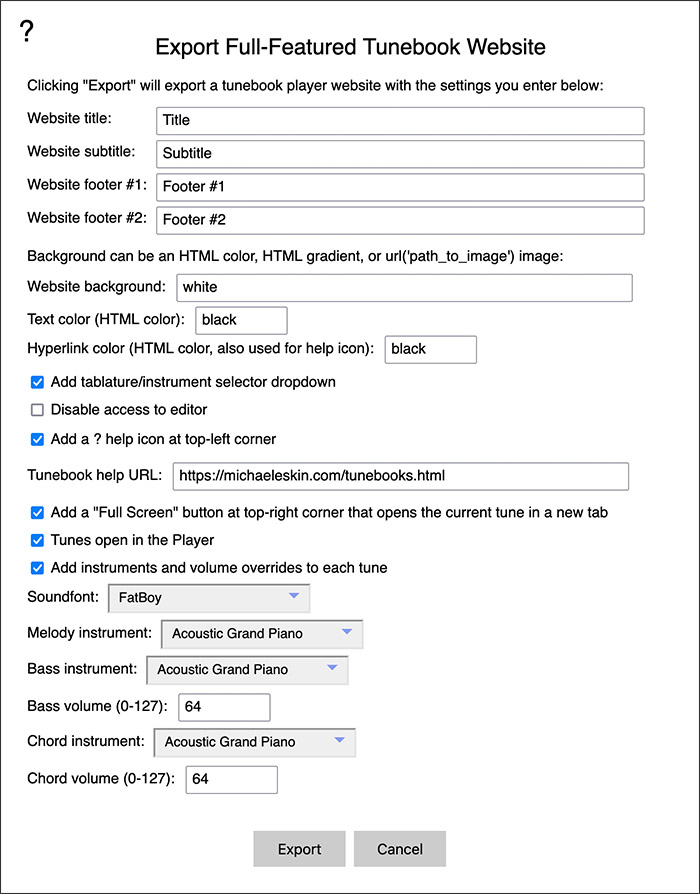 ?
Export Full-Featured Tunebook Website
Clicking "Export" will export a tunebook player website with the settings you enter below:
Website title: Title
Website subtitle: Subtitle
Website footer #1: Footer #1
Website footer #2: Footer #2
Background can be an HTML color, HTML gradient, or url('path_to_image') image:
Website background: white
Text color (HTML color): black
Hyperlink color (HTML color, also used for help icon): black
Add tablature/instrument selector dropdown
Disable access to editor
Add a ? help icon at top-left corner
Tunebook help URL: https://michaeleskin.com/tunebooks.html
Add a "Full Screen" button at top-right corner that opens the current tune in a new tab
Tunes open in the Player
Add instruments and volume overrides to each tune
Soundfont: FatBoy
Melody instrument: Acoustic Grand Piano
Bass instrument: Acoustic Grand Piano
Bass volume (0-127): 64
Chord instrument: Acoustic Grand Piano
Chord volume (0-127): 64
Export Cancel